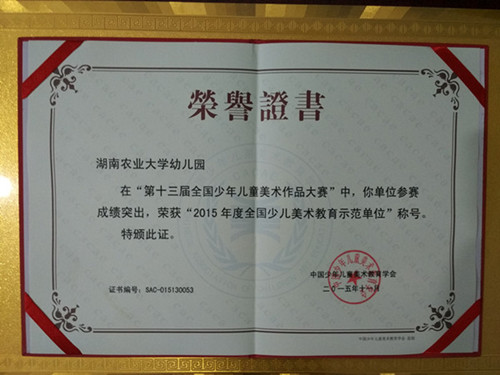 榮譽證書
湖南农业大学幼儿园
在“第十三届全国少年儿童美术作品大赛”中，你单位参赛
成绩突出，荣获“2015年度全国少儿美术教育示范单位”称号。
特颁此证。
中国少年儿童美术教育学会
二〇一五年十一月
证书编号：SAC-015130053